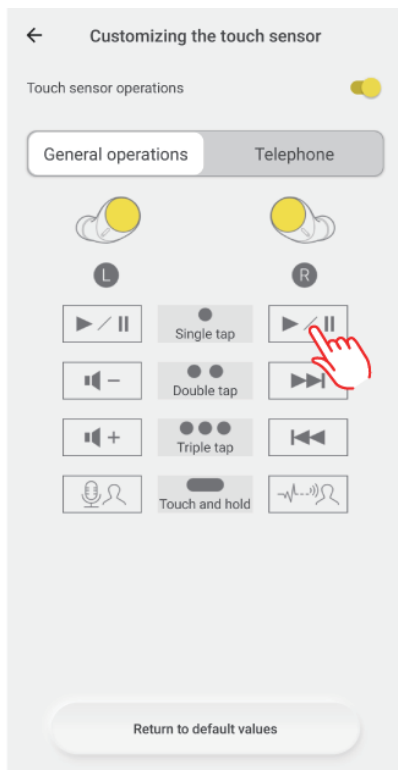 Customizing the touch sensor
Touch sensor operations
General operations
Telephone
L
R
Single tap
Double tap
Triple tap
Touch and hold
Return to default values